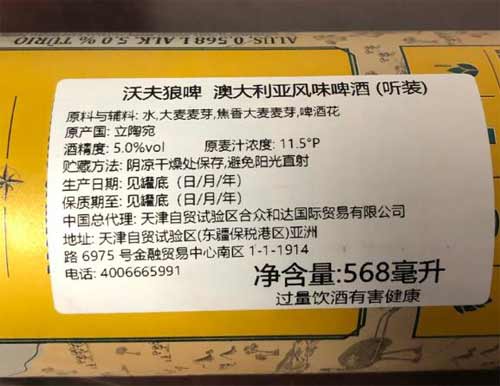 ALUS. 0,568 L ALK. 5,0 % TŪRIO
沃夫狼啤 澳大利亚风味啤酒 (听装)
原料与辅料: 水,大麦麦芽,焦香大麦麦芽,啤酒花
原产国: 立陶宛
酒精度: 5.0%vol 原麦汁浓度: 11.5°P
贮藏方法: 阴凉干燥处保存,避免阳光直射
生产日期: 见罐底（日/月/年）
保质期至: 见罐底（日/月/年）
中国总代理: 天津自贸试验区合众和达国际贸易有限公司
地址: 天津自贸试验区(东疆保税港区)亚洲
路 6975 号金融贸易中心南区 1-1-1914
电话: 4006665991
净含量:568毫升
过量饮酒有害健康